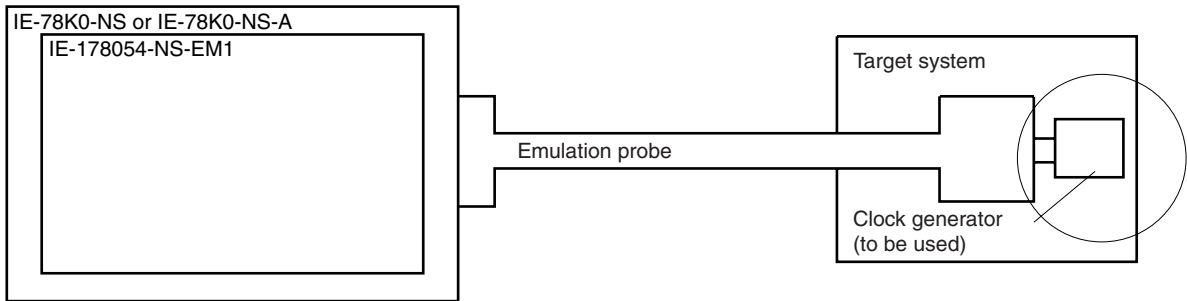 IE-78K0-NS or IE-78K0-NS-A
IE-178054-NS-EM1
Target system
Emulation probe
Clock generator
(to be used)